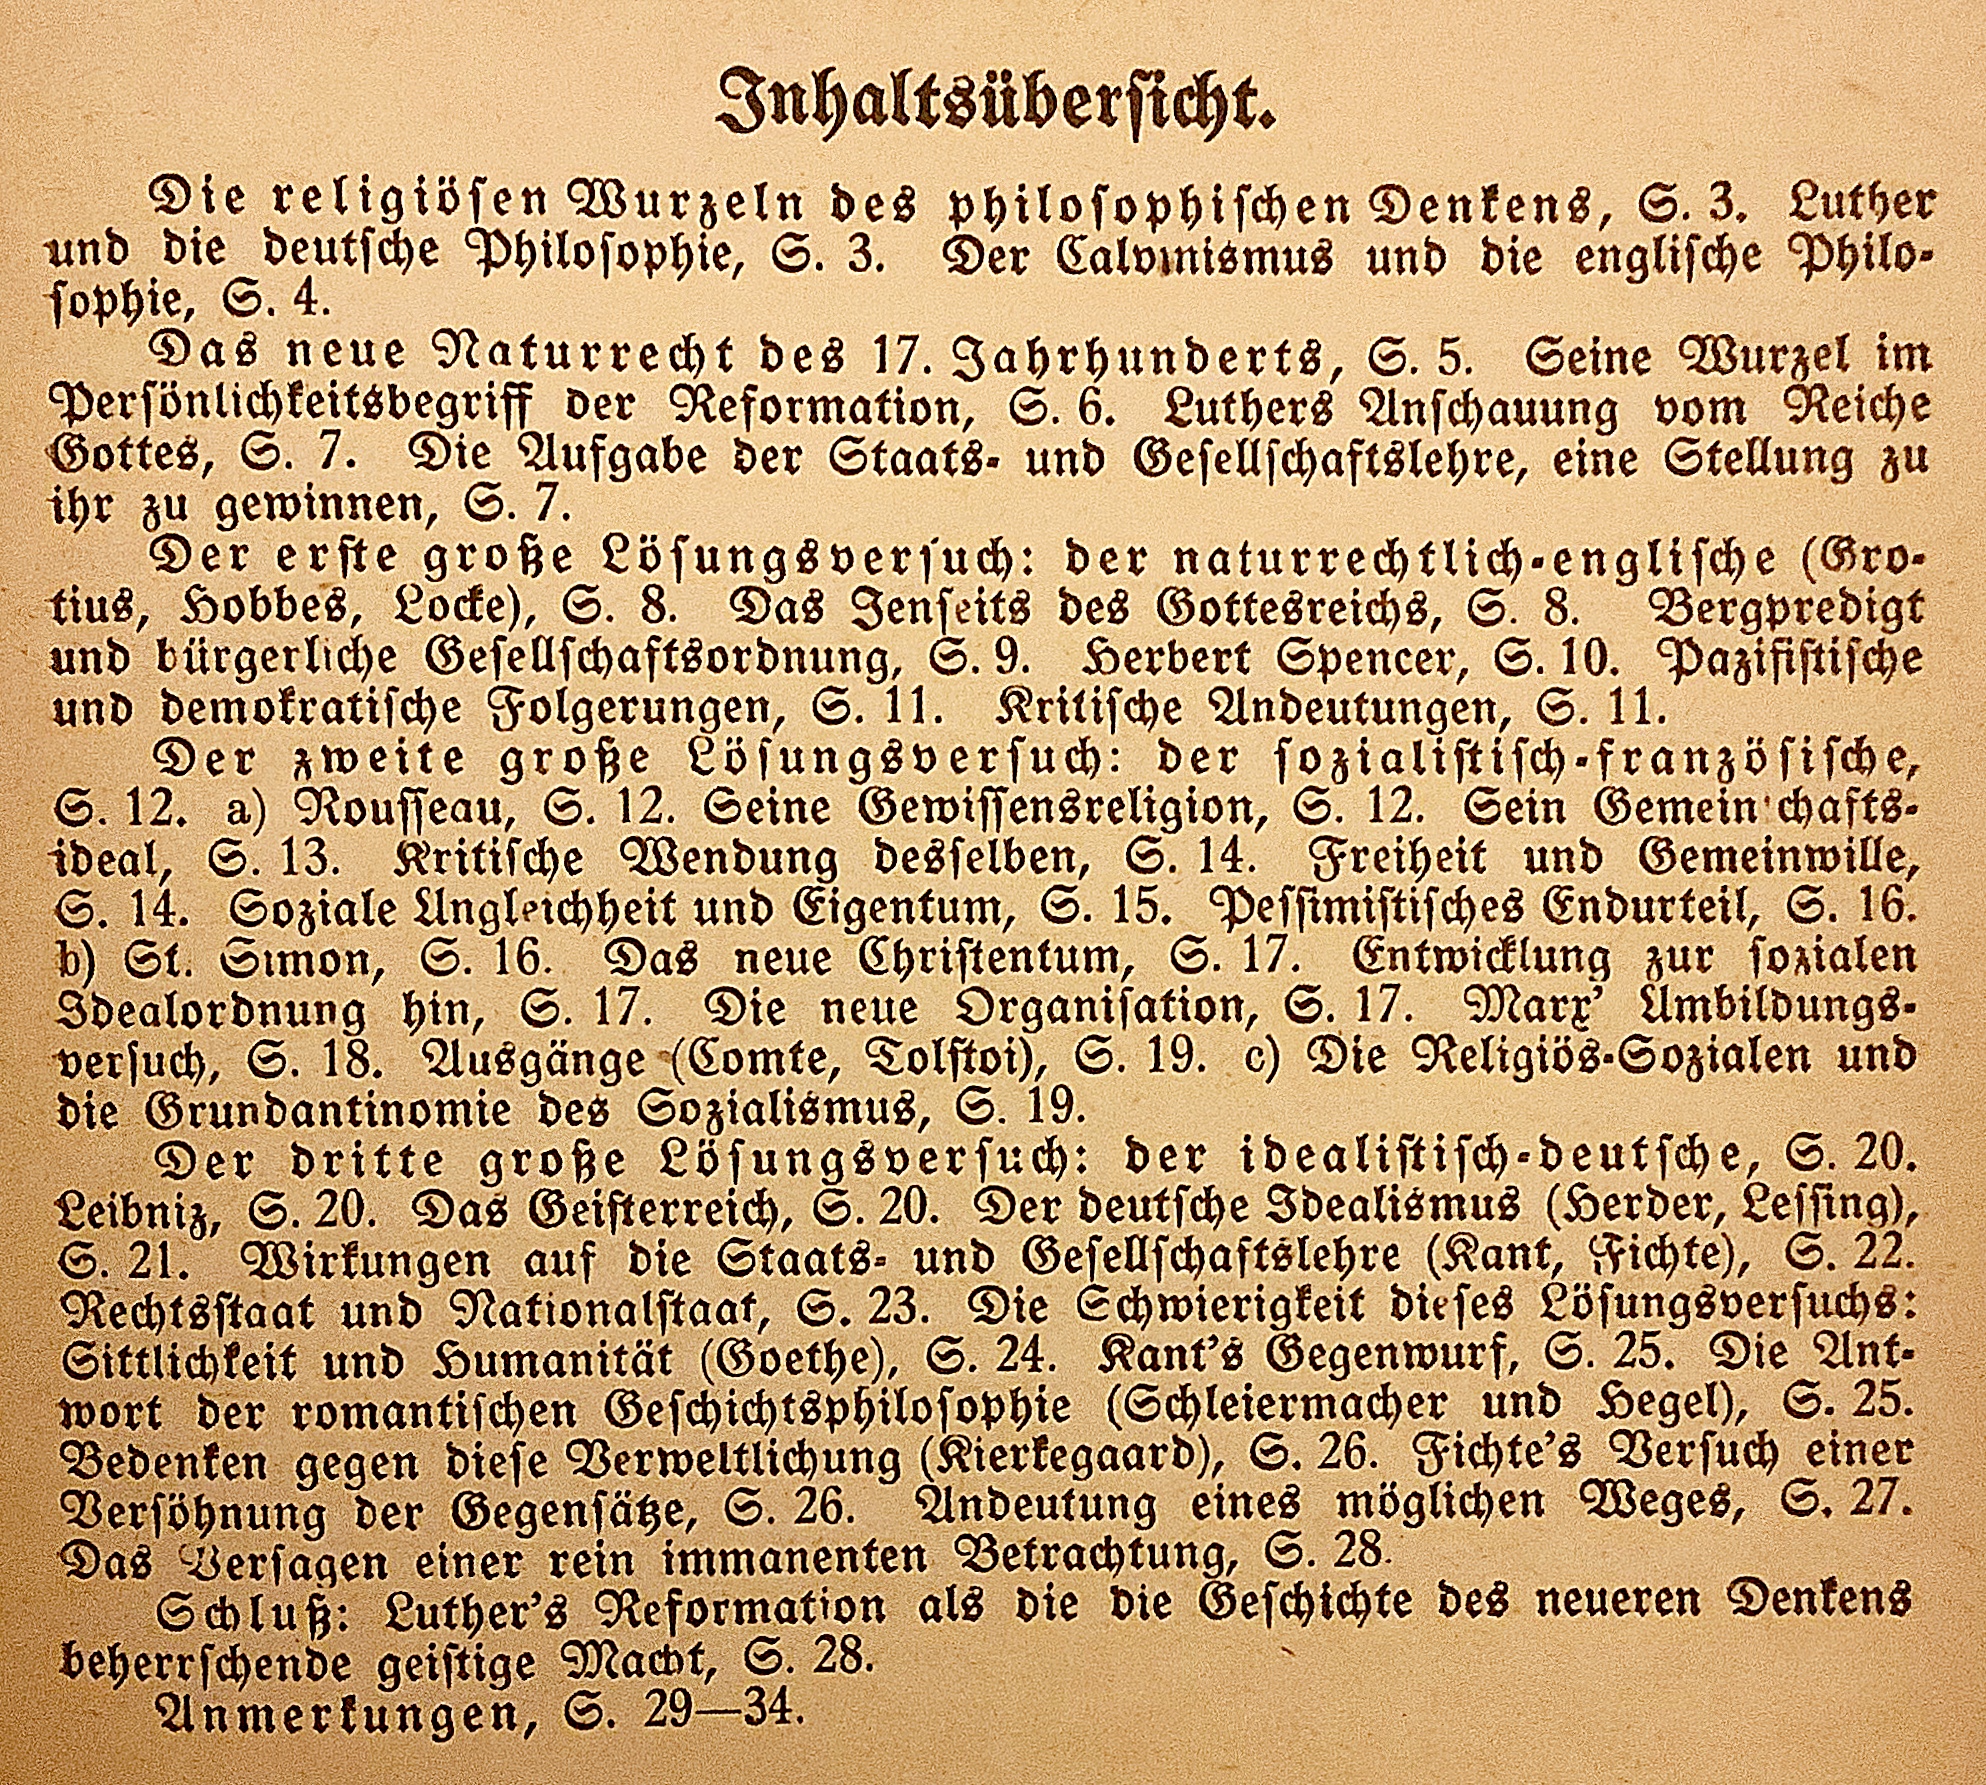 Inhaltsübersicht.
Die religiösen Wurzeln des philosophischen Denkens, S. 3. Luther
und die deutsche Philosophie, S. 3. Der Calvinismus und die englische Philo-
sophie, S. 4.
Das neue Naturrecht des 17. Jahrhunderts, S. 5. Seine Wurzel im
Persönlichkeitsbegriff der Reformation, S. 6. Luthers Anschauung vom Reiche
Gottes, S. 7. Die Aufgabe der Staats- und Gesellschaftslehre, eine Stellung zu
ihr zu gewinnen, S. 7.
Der erste große Lösungsversuch: der naturrechtlich-englische (Gro-
tius, Hobbes, Locke), S. 8. Das Jenseits des Gottesreichs, S. 8. Bergpredigt
und bürgerliche Gesellschaftsordnung, S. 9. Herbert Spencer, S. 10. Pazifistische
und demokratische Folgerungen, S. 11. Kritische Andeutungen, S. 11.
Der zweite große Lösungsversuch: der sozialistisch-französische,
S. 12. a) Rousseau, S. 12. Seine Gewissensreligion, S. 12. Sein Gemeinschafts-
ideal, S. 13. Kritische Wendung desselben, S. 14. Freiheit und Gemeinwille,
S. 14. Soziale Ungleichheit und Eigentum, S. 15. Pessimistisches Endurteil, S. 16.
b) St. Simon, S. 16. Das neue Christentum, S. 17. Entwicklung zur sozialen
Idealordnung hin, S. 17. Die neue Organisation, S. 17. Marx' Umbildungs-
versuch, S. 18. Ausgänge (Comte, Tolstoi), S. 19. c) Die Religiös-Sozialen und
die Grundantinomie des Sozialismus, S. 19.
Der dritte große Lösungsversuch: der idealistisch-deutsche, S. 20.
Leibniz, S. 20. Das Geisterreich, S. 20. Der deutsche Idealismus (Herder, Lessing),
S. 21. Wirkungen auf die Staats- und Gesellschaftslehre (Kant, Fichte), S. 22.
Rechtsstaat und Nationalstaat, S. 23. Die Schwierigkeit dieses Lösungsversuchs:
Sittlichkeit und Humanität (Goethe), S. 24. Kant's Gegenwurf, S. 25. Die Ant-
wort der romantischen Geschichtsphilosophie (Schleiermacher und Hegel), S. 25.
Bedenken gegen diese Verweltlichung (Kierkegaard), S. 26. Fichte's Versuch einer
Versöhnung der Gegensätze, S. 26. Andeutung eines möglichen Weges, S. 27.
Das Versagen einer rein immanenten Betrachtung, S. 28.
Schluß: Luther's Reformation als die die Geschichte des neueren Denkens
beherrschende geistige Macht, S. 28.
Anmerkungen, S. 29—34.